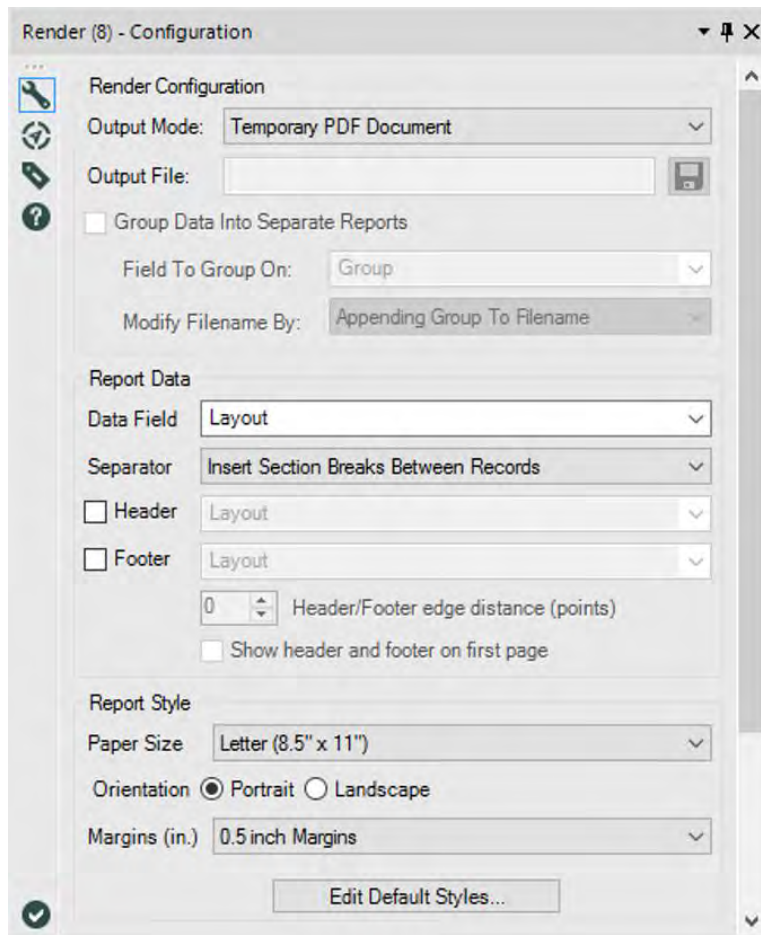 Render (8) - Configuration
Render Configuration
Output Mode: Temporary PDF Document
Output File:
Group Data Into Separate Reports
Field To Group On: Group
Modify Filename By: Appending Group To Filename
Report Data
Data Field Layout
Separator Insert Section Breaks Between Records
Header Layout
Footer Layout
0 Header/Footer edge distance (points)
Show header and footer on first page
Report Style
Paper Size Letter (8.5" x 11")
Orientation Portrait Landscape
Margins (in.) 0.5 inch Margins
Edit Default Styles...